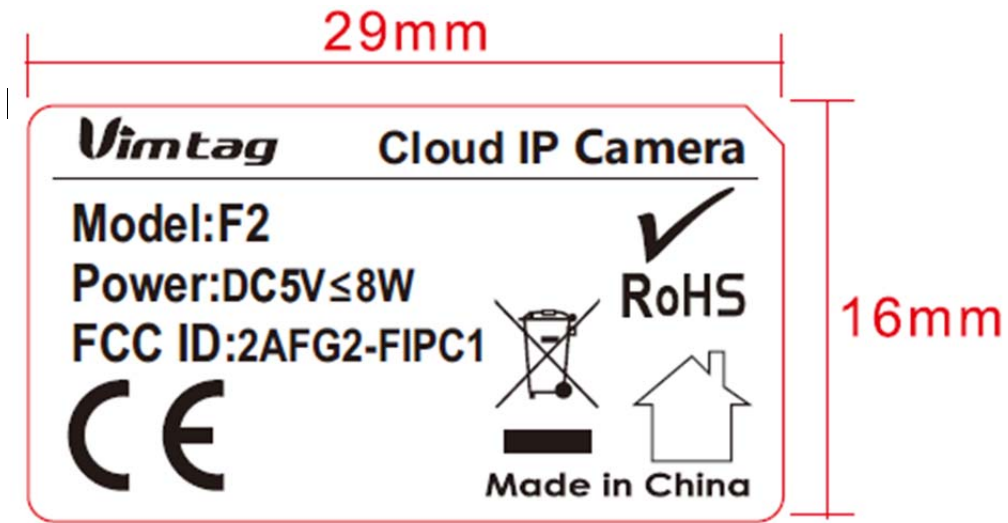 29mm
Vimtag Cloud IP Camera
Model:F2
Power:DC5V≤8W
FCC ID:2AFG2-FIPC1
RoHS
16mm
CE
Made in China